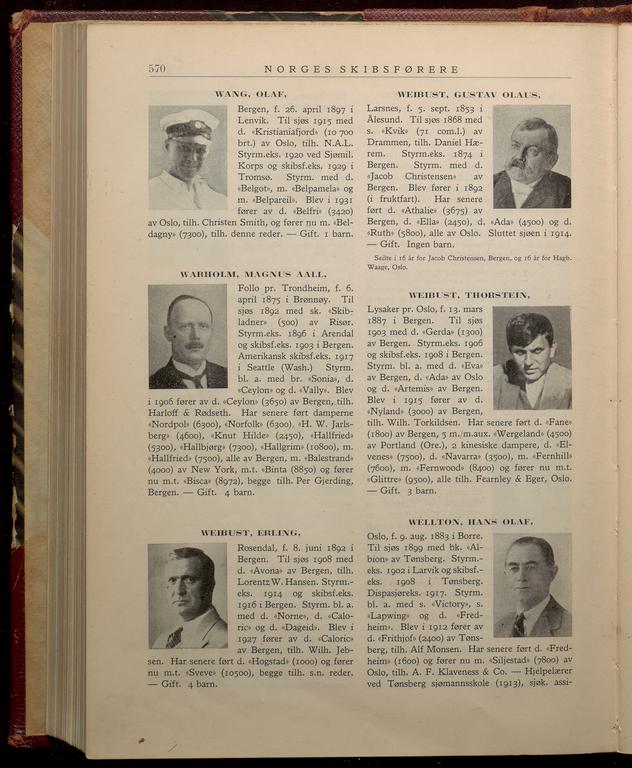 570
NORGES SKIBSFØRERE
WANG, OLAF,
Bergen, f. 26. april 1897 i
Lenvik. Til sjøs 1915 med
d. «Kristianiafjord» (10 700
brt.) av Oslo, tilh. N.A.L.
Styrm.eks. 1920 ved Sjømil.
Korps og skibsf.eks. 1929 i
Tromsø. Styrm. med d.
«Belgot», m. «Belpamela» og
m. «Belpareil». Blev i 1931
fører av d. «Belfri» (3420)
av Oslo, tilh. Christen Smith, og fører nu m. «Bel-
dagny» (7300), tilh. denne reder. — Gift. 1 barn.
WARHOLM, MAGNUS AALL,
Follo pr. Trondheim, f. 6.
april 1875 i Brønnøy. Til
sjøs 1892 med sk. «Skib-
ladner» (500) av Risør.
Styrm.eks. 1896 i Arendal
og skibsf.eks. 1903 i Bergen.
Amerikansk skibsf.eks. 1917
i Seattle (Wash.) Styrm.
bl. a. med br. «Sonia», d.
«Ceylon» og d. «Vally». Blev
i 1906 fører av d. «Ceylon» (3650) av Bergen, tilh.
Harloff & Rødseth. Har senere ført damperne
«Nordpol» (6300), «Norfolk» (6300), «H. W. Jarls-
berg» (4600), «Knut Hilde» (2450), «Hallfried»
(5300), «Hallbjørg» (7300), «Hallgrim» (10800), m.
«Hallfried» (7500), alle av Bergen, m. «Balestrand»
(4000) av New York, m.t. «Binta (8850) og fører
nu m.t. «Bisca» (8972), begge tilh. Per Gjerding,
Bergen. — Gift. 4 barn.
WEIBUST, ERLING,
Rosendal, f. 8. juni 1892 i
Bergen. Til sjøs 1908 med
d. «Avona» av Bergen, tilh.
Lorentz W. Hansen. Styrm.-
eks. 1914 og skibsf.eks.
1916 i Bergen. Styrm. bl. a.
med d. «Norne», d. «Calo-
ric» og d. «Dageid». Blev i
1927 fører av d. «Caloric»
av Bergen, tilh. Wilh. Jeb-
sen. Har senere ført d. «Hogstad» (1000) og fører
nu m.t. «Sveve» (10500), begge tilh. s.n. reder.
— Gift. 4 barn.
WEIBUST, GUSTAV OLAUS,
Larsnes, f. 5. sept. 1853 i
Ålesund. Til sjøs 1868 med
s. «Kvik» (71 com.l.) av
Drammen, tilh. Daniel Hæ-
rem. Styrm.eks. 1874 i
Bergen. Styrm. med d.
«Jacob Christensen» av
Bergen. Blev fører i 1892
(i fruktfart). Har senere
ført d. «Athalie» (3675) av
Bergen, d. «Ella» (2450), d. «Ada» (4500) og d.
«Ruth» (5800), alle av Oslo. Sluttet sjøen i 1914.
— Gift. Ingen barn.
Seilte i 16 år for Jacob Christensen, Bergen, og 16 år for Hagb.
Waage, Oslo.
WEIBUST, THORSTEIN,
Lysaker pr. Oslo, f. 13. mars
1887 i Bergen. Til sjøs
1903 med d. «Gerda» (1300)
av Bergen. Styrm.eks. 1906
og skibsf.eks. 1908 i Bergen.
Styrm. bl. a. med d. «Eva»
av Bergen, d. «Ada» av Oslo
og d. «Artemis» av Bergen.
Blev i 1915 fører av d.
«Nyland» (3000) av Bergen,
tilh. Wilh. Torkildsen. Har senere ført d. «Fane»
(1800) av Bergen, 5 m./m.aux. «Wergeland» (4500)
av Portland (Ore.), 2 kinesiske dampere, d. «El-
venes» (7500), d. «Navarra» (3500), m. «Fernhill»
(7600), m. «Fernwood» (8400) og fører nu m.t.
«Glittre» (9500), alle tilh. Fearnley & Eger, Oslo.
— Gift. 3 barn.
WELLTON, HANS OLAF,
Oslo, f. 9. aug. 1883 i Borre.
Til sjøs 1899 med bk. «Al-
bion» av Tønsberg. Styrm.-
eks. 1902 i Larvik og skibsf.-
eks. 1908 i Tønsberg.
Dispasjøreks. 1917. Styrm.
bl. a. med s. «Victory», s.
«Lapwing» og d. «Fred-
heim». Blev i 1912 fører av
d. «Frithjof» (2400) av Tøns-
berg, tilh. Alf Monsen. Har senere ført d. «Fred-
heim» (1600) og fører nu m. «Siljestad» (7800) av
Oslo, tilh. A. F. Klaveness & Co. — Hjelpelærer
ved Tønsberg sjømannsskole (1913), sjøk. assi-